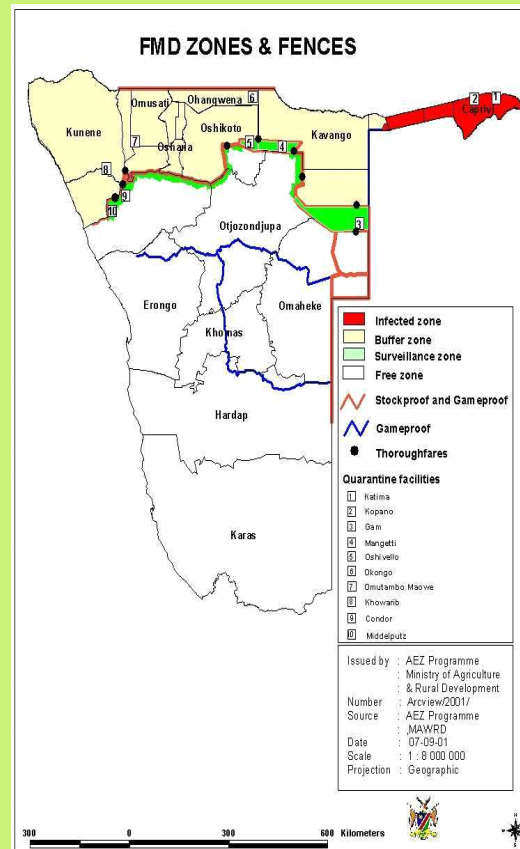 FMD ZONES & FENCES
6
2
1
Omusati
Ohangwena
Caprivi
Kunene
Oshikoto
Kavango
7
5
4
Oshana
8
9
10
3
Otjozondjupa
Erongo
Omaheke
Khomas
Hardap
Karas
Infected zone
Buffer zone
Surveillance zone
Free zone
Stockproof and Gameproof
Gameproof
Thoroughfares
Quarantine facilities
1 Katima
2 Kopano
3 Gam
4 Mangetti
5 Oshivello
6 Okongo
7 Omutambo Maowe
8 Khowarib
9 Condor
10 Middelputz
Issued by : AEZ Programme
: Ministry of Agriculture
: & Rural Development
Number : Arcview/2001/
Source : AEZ Programme
: ,MAWRD
Date : 07-09-01
Scale : 1 : 8 000 000
Projection : Geographic
300 0 300 600 Kilometers
N
S